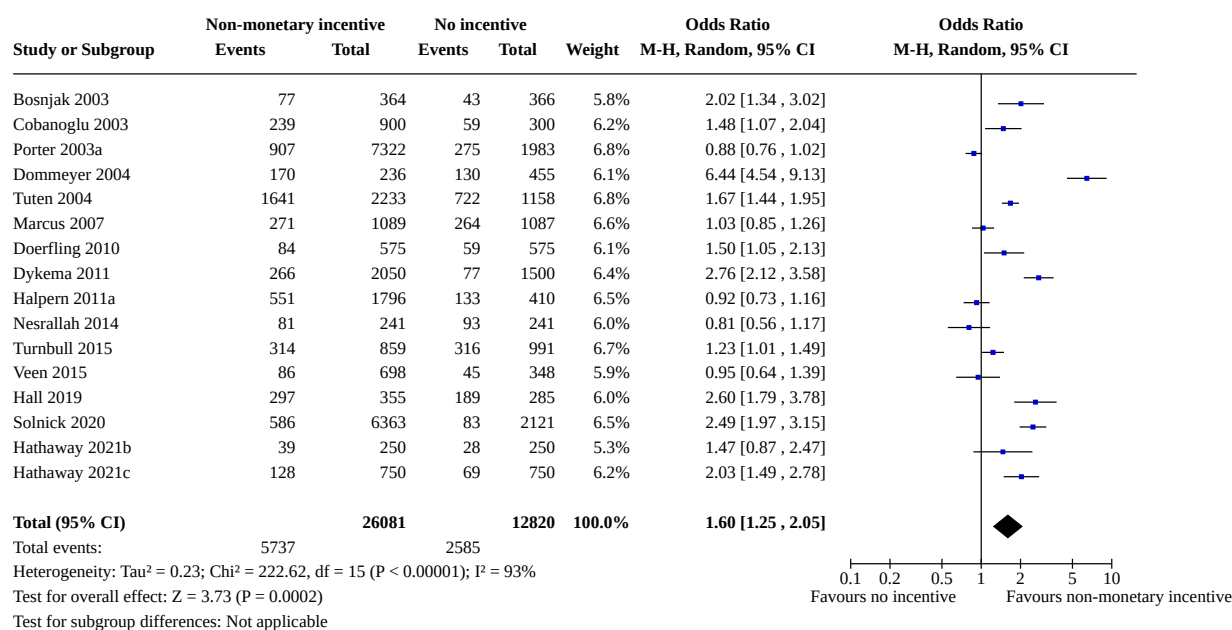 Non-monetary incentive No incentive Odds Ratio Odds Ratio
Study or Subgroup Events Total Events Total Weight M-H, Random, 95% CI M-H, Random, 95% CI
Bosnjak 2003 77 364 43 366 5.8% 2.02 [1.34 , 3.02]
Cobanoglu 2003 239 900 59 300 6.2% 1.48 [1.07 , 2.04]
Porter 2003a 907 7322 275 1983 6.8% 0.88 [0.76 , 1.02]
Dommeyer 2004 170 236 130 455 6.1% 6.44 [4.54 , 9.13]
Tuten 2004 1641 2233 722 1158 6.8% 1.67 [1.44 , 1.95]
Marcus 2007 271 1089 264 1087 6.6% 1.03 [0.85 , 1.26]
Doerfling 2010 84 575 59 575 6.1% 1.50 [1.05 , 2.13]
Dykema 2011 266 2050 77 1500 6.4% 2.76 [2.12 , 3.58]
Halpern 2011a 551 1796 133 410 6.5% 0.92 [0.73 , 1.16]
Nesrallah 2014 81 241 93 241 6.0% 0.81 [0.56 , 1.17]
Turnbull 2015 314 859 316 991 6.7% 1.23 [1.01 , 1.49]
Veen 2015 86 698 45 348 5.9% 0.95 [0.64 , 1.39]
Hall 2019 297 355 189 285 6.0% 2.60 [1.79 , 3.78]
Solnick 2020 586 6363 83 2121 6.5% 2.49 [1.97 , 3.15]
Hathaway 2021b 39 250 28 250 5.3% 1.47 [0.87 , 2.47]
Hathaway 2021c 128 750 69 750 6.2% 2.03 [1.49 , 2.78]
Total (95% CI) 26081 12820 100.0% 1.60 [1.25 , 2.05]
Total events: 5737 2585
Heterogeneity: Tau² = 0.23; Chi² = 222.62, df = 15 (P < 0.00001); I² = 93%
0.1 0.2 0.5 1 2 5 10
Test for overall effect: Z = 3.73 (P = 0.0002) Favours no incentive Favours non-monetary incentive
Test for subgroup differences: Not applicable